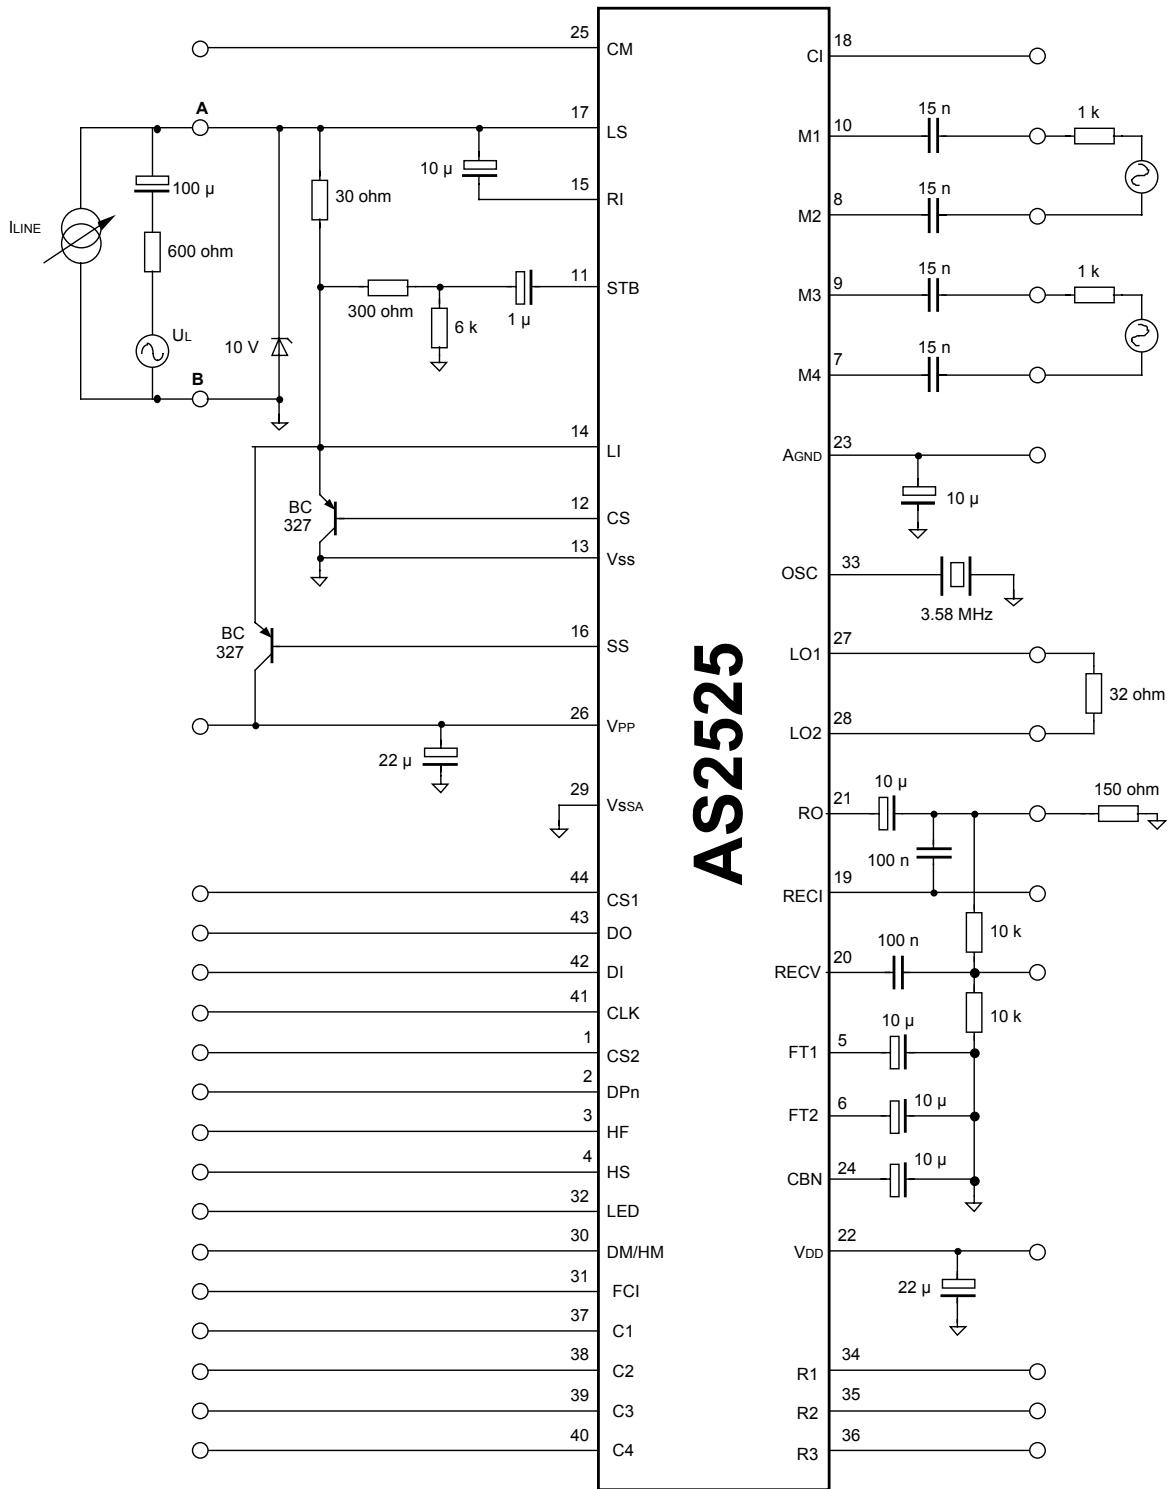 25
CM
18
CI
A
17
LS
15 n
10
M1
1 k
10 µ
15
RI
100 µ
30 ohm
15 n
8
M2
ILINE
600 ohm
15 n
9
M3
1 k
11
STB
300 ohm
1 µ
6 k
UL
10 V
B
15 n
7
M4
14
LI
23
AGND
10 µ
BC
327
12
CS
13
Vss
33
OSC
3.58 MHz
BC
327
16
SS
27
LO1
32 ohm
26
VPP
28
LO2
22 µ
29
VSSA
AS2525
21
RO
10 µ
150 ohm
100 n
44
CS1
19
RECI
43
DO
10 k
42
DI
20
RECV
100 n
41
CLK
10 k
1
CS2
5
FT1
10 µ
2
DPn
6
FT2
10 µ
3
HF
4
HS
24
CBN
10 µ
32
LED
30
DM/HM
22
VDD
31
FCI
22 µ
37
C1
38
C2
34
R1
39
C3
35
R2
40
C4
36
R3